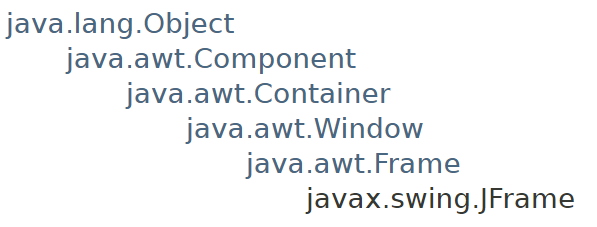 java.lang.Object
java.awt.Component
java.awt.Container
java.awt.Window
java.awt.Frame
javax.swing.JFrame